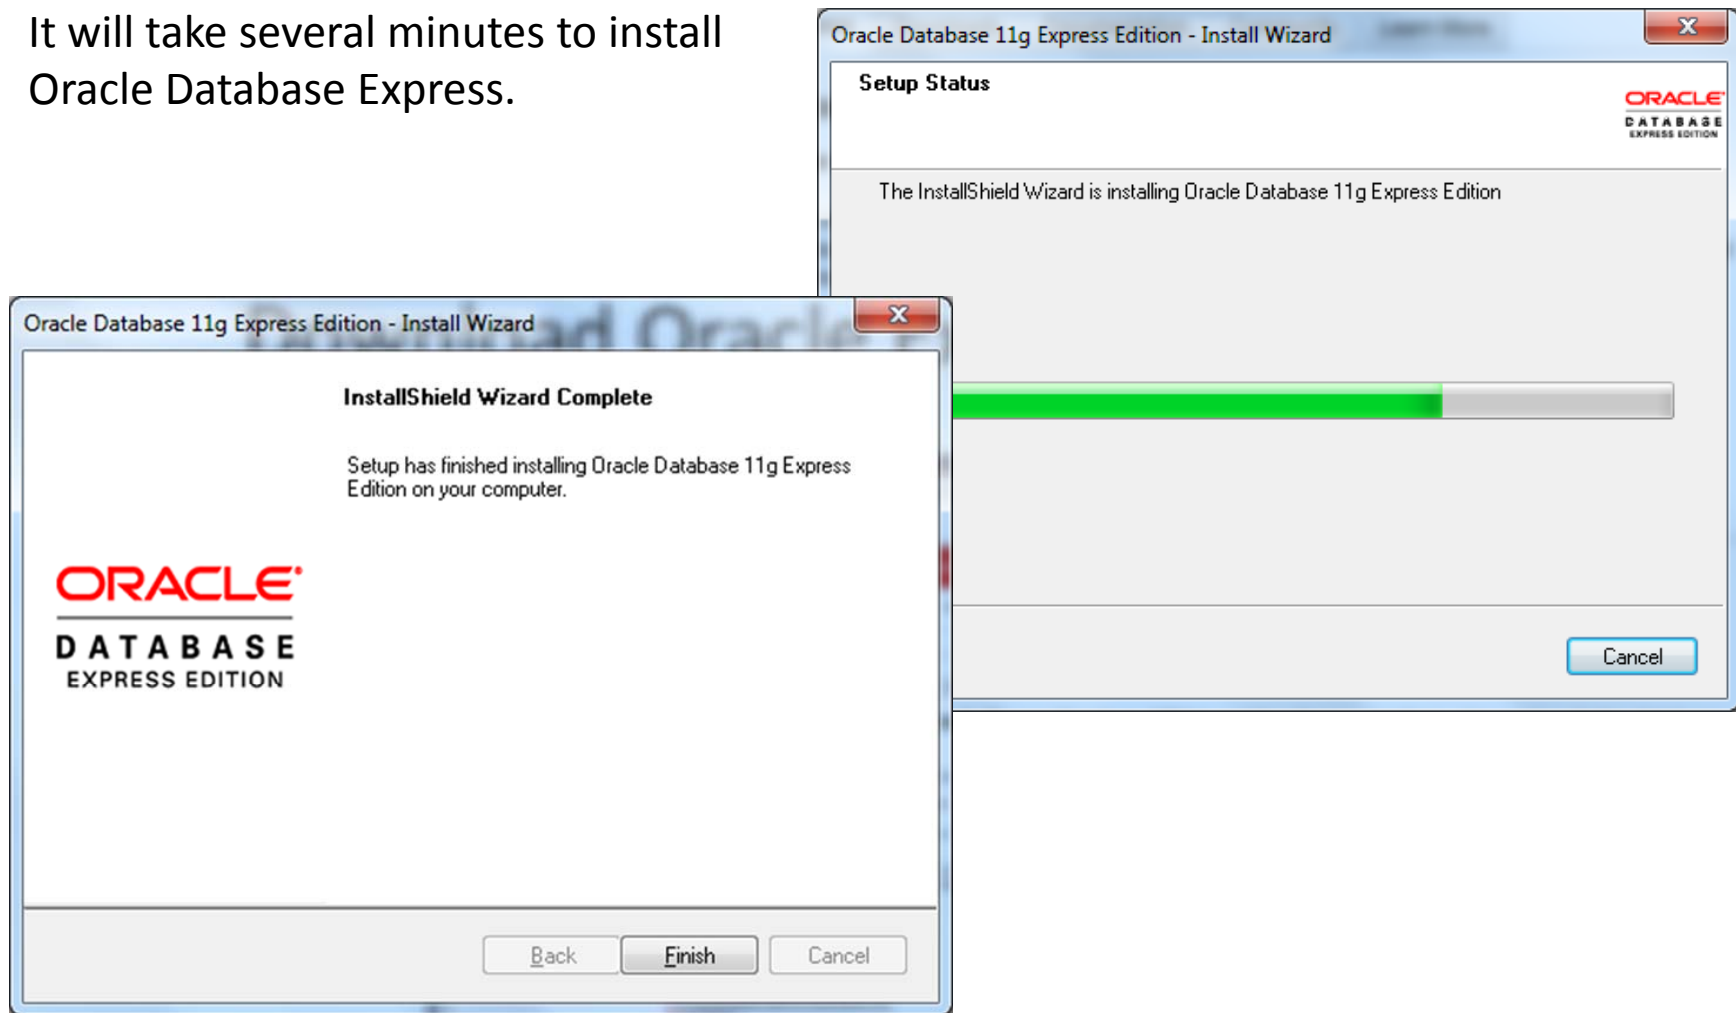 It will take several minutes to install
Oracle Database Express.
Oracle Database 11g Express Edition - Install Wizard
Setup Status
ORACLE
DATABASE
EXPRESS EDITION
The InstallShield Wizard is installing Oracle Database 11g Express Edition
Cancel
Oracle Database 11g Express Edition - Install Wizard
Download Oracle
InstallShield Wizard Complete
Setup has finished installing Oracle Database 11g Express
Edition on your computer.
ORACLE
DATABASE
EXPRESS EDITION
Back
Finish
Cancel